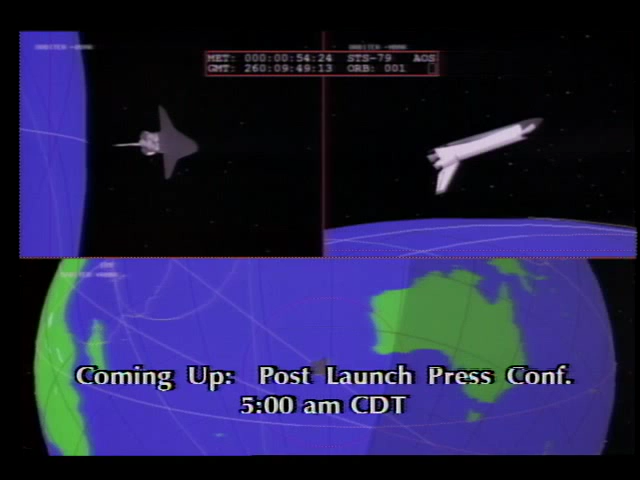 MET: 000:00:54:24 STS-79 AOS
GMT: 260:09:49:13 ORB: 001
Coming Up: Post Launch Press Conf.
5:00 am CDT